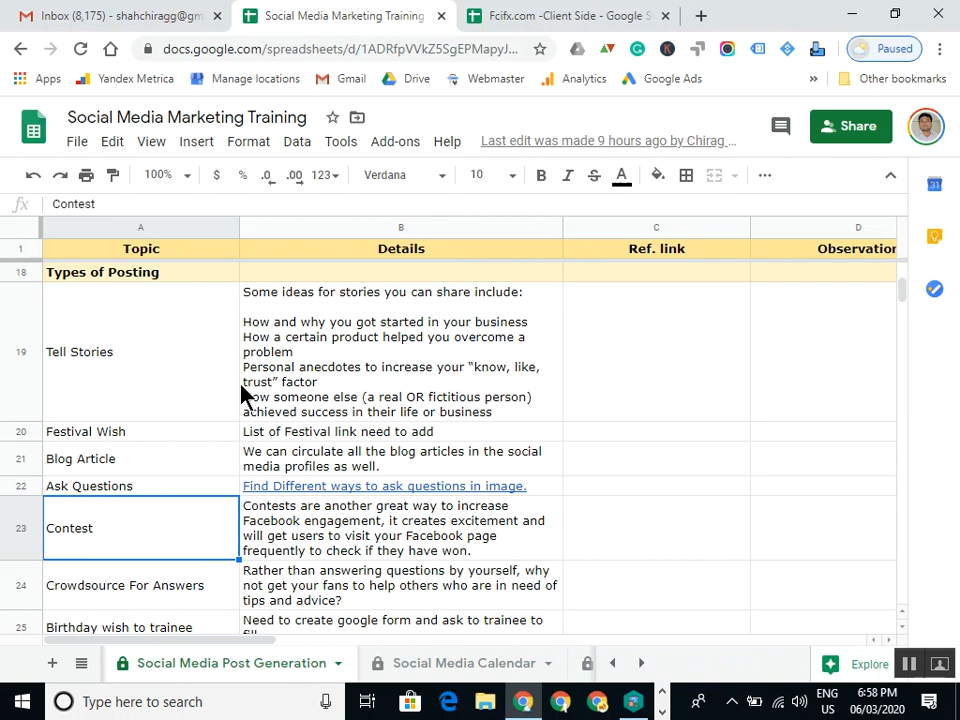 Inbox (8,175) - shahchiragg@gm
Social Media Marketing Training
Fcifx.com -Client Side - Google S
docs.google.com/spreadsheets/d/1ADRfpVVkZ5SgEPMapyJ...
Paused
Apps
Yandex Metrica
Manage locations
Gmail
Drive
Webmaster
Analytics
Google Ads
»
Other bookmarks
Social Media Marketing Training
File Edit View Insert Format Data Tools Add-ons Help
Last edit was made 9 hours ago by Chirag ...
Share
100% $ % .0 .00 123 Verdana 10 B I S A
fx Contest
A B C D
1 Topic Details Ref. link Observation
18 Types of Posting
Some ideas for stories you can share include:
How and why you got started in your business
How a certain product helped you overcome a
problem
19 Tell Stories
Personal anecdotes to increase your “know, like,
trust” factor
ow someone else (a real OR fictitious person)
achieved success in their life or business
20 Festival Wish List of Festival link need to add
21 Blog Article
We can circulate all the blog articles in the social
media profiles as well.
22 Ask Questions Find Different ways to ask questions in image.
23 Contest
Contests are another great way to increase
Facebook engagement, it creates excitement and
will get users to visit your Facebook page
frequently to check if they have won.
24 Crowdsource For Answers
Rather than answering questions by yourself, why
not get your fans to help others who are in need of
tips and advice?
25 Birthday wish to trainee
Need to create google form and ask to trainee to
Social Media Post Generation
Social Media Calendar
Explore
Type here to search
ENG
US
6:58 PM
06/03/2020